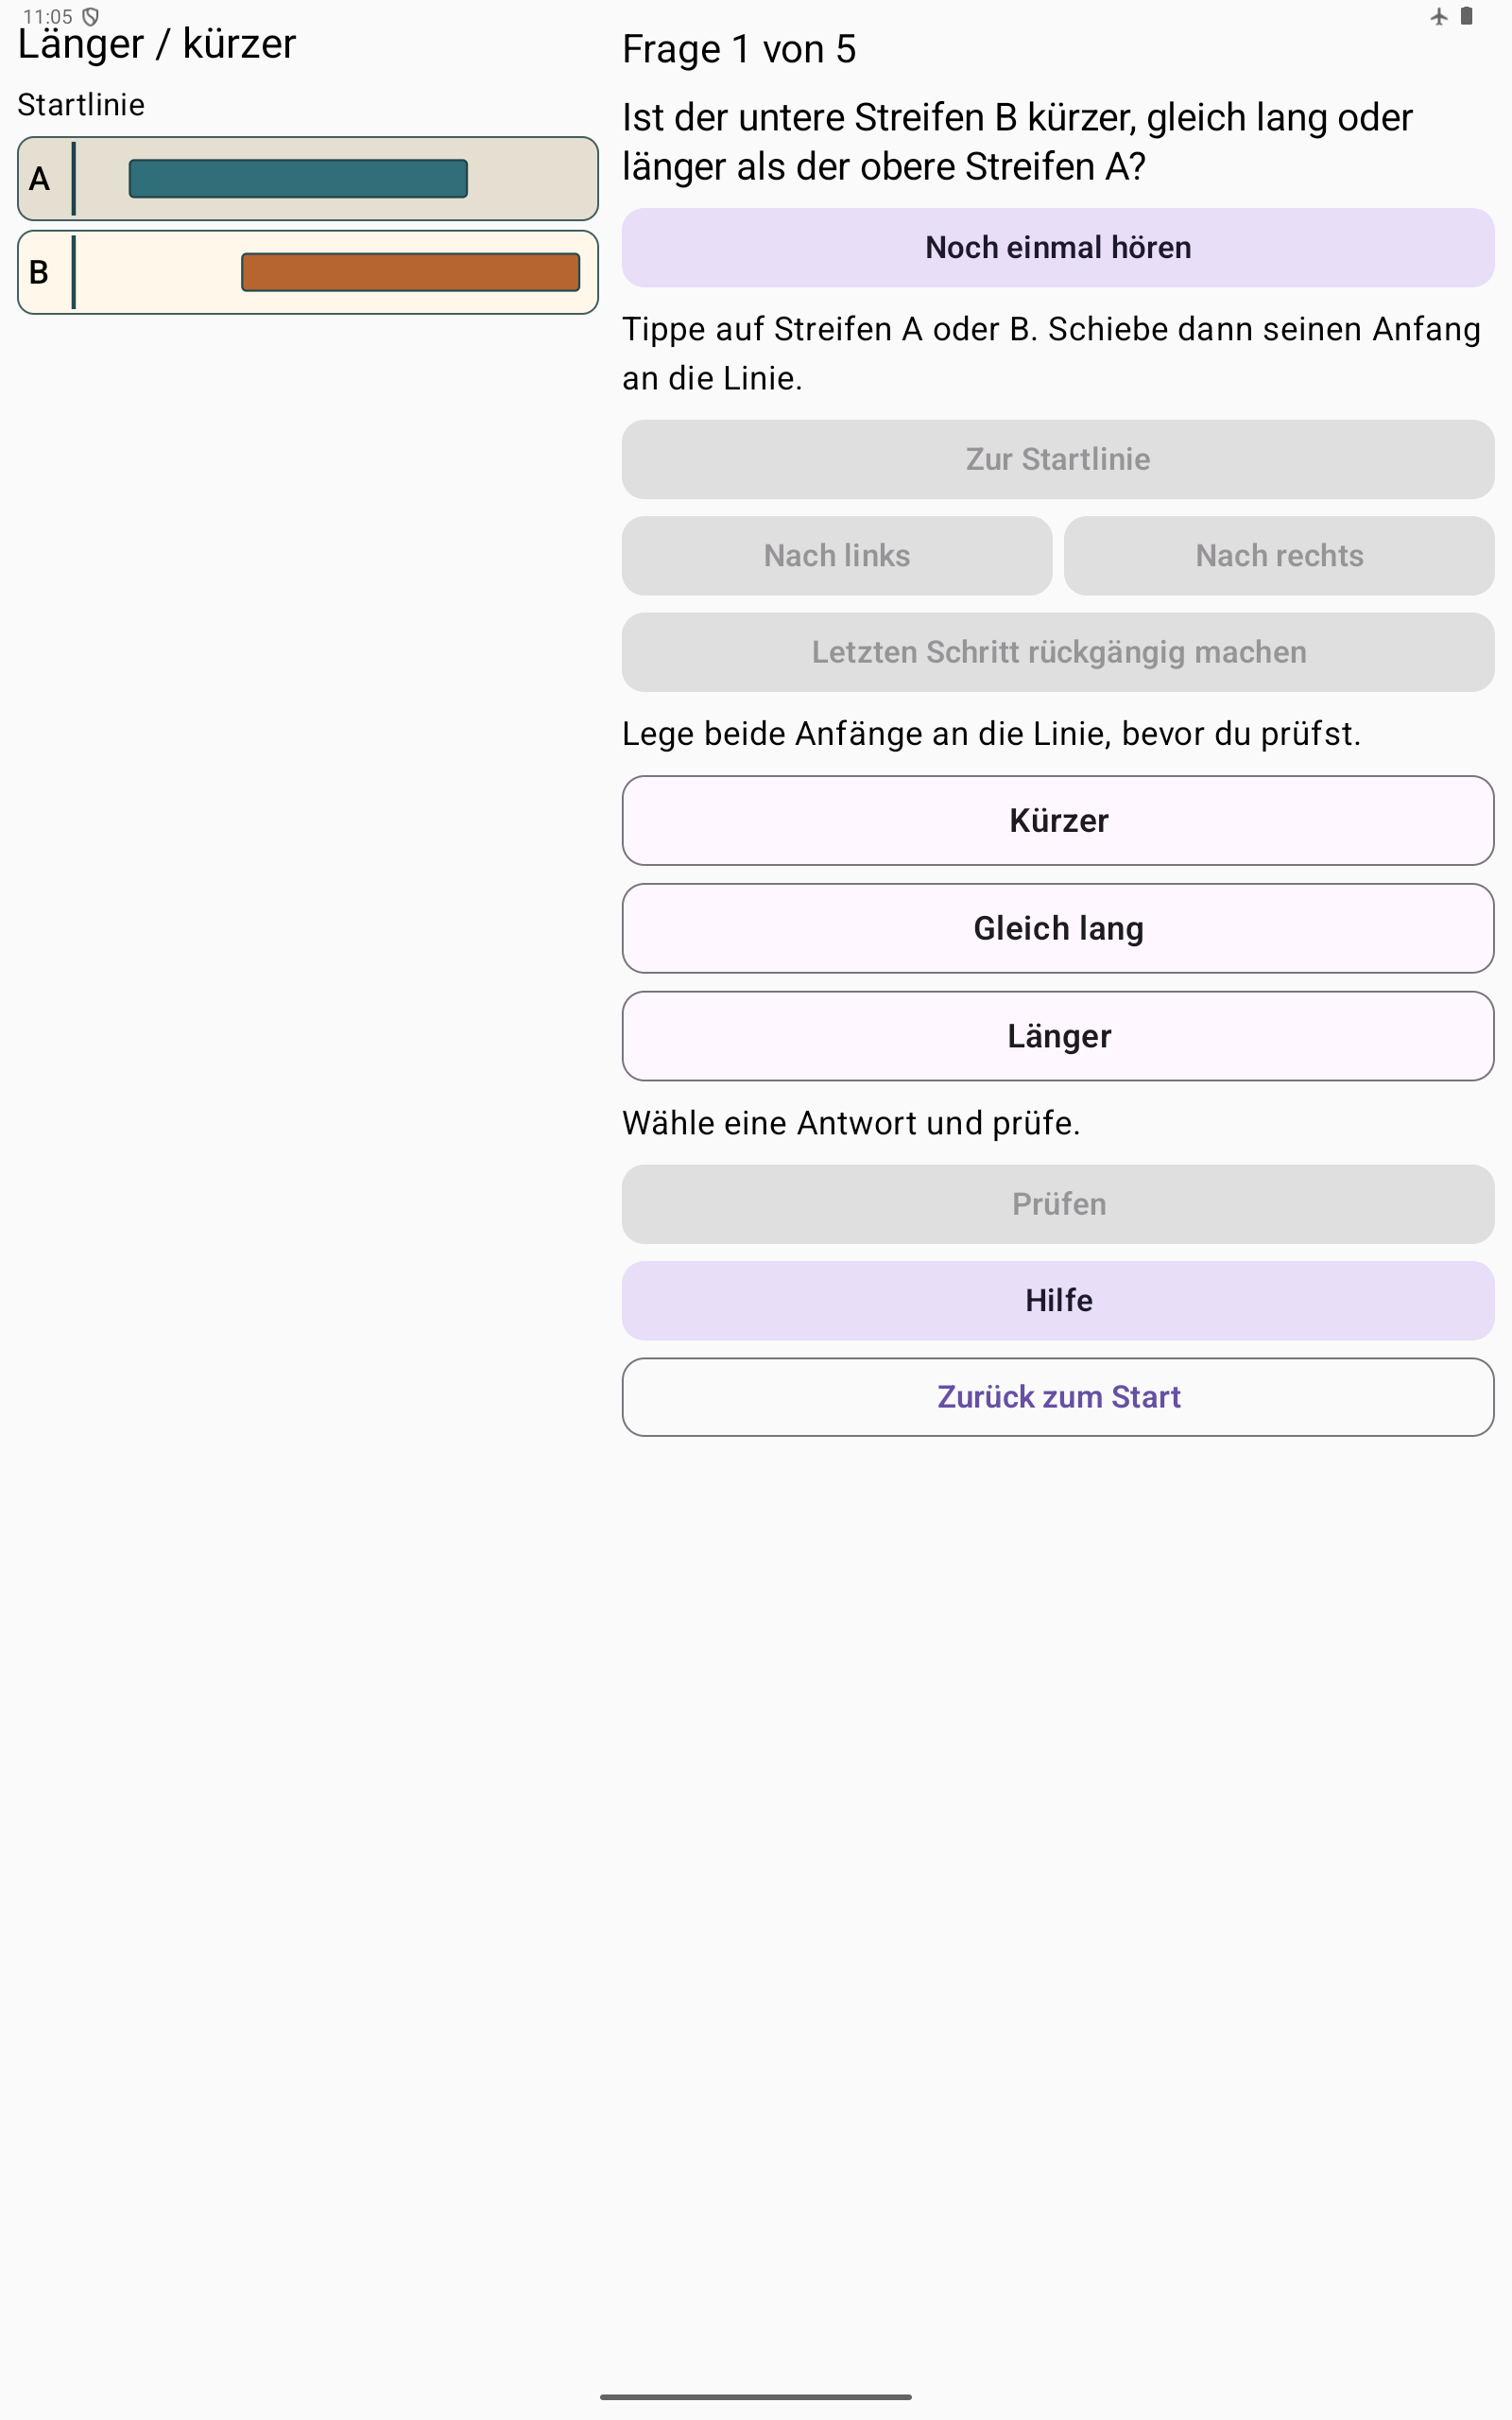 11:05
Länger / kürzer
Startlinie
A
B
Frage 1 von 5
Ist der untere Streifen B kürzer, gleich lang oder
länger als der obere Streifen A?
Noch einmal hören
Tippe auf Streifen A oder B. Schiebe dann seinen Anfang
an die Linie.
Zur Startlinie
Nach links
Nach rechts
Letzten Schritt rückgängig machen
Lege beide Anfänge an die Linie, bevor du prüfst.
Kürzer
Gleich lang
Länger
Wähle eine Antwort und prüfe.
Prüfen
Hilfe
Zurück zum Start